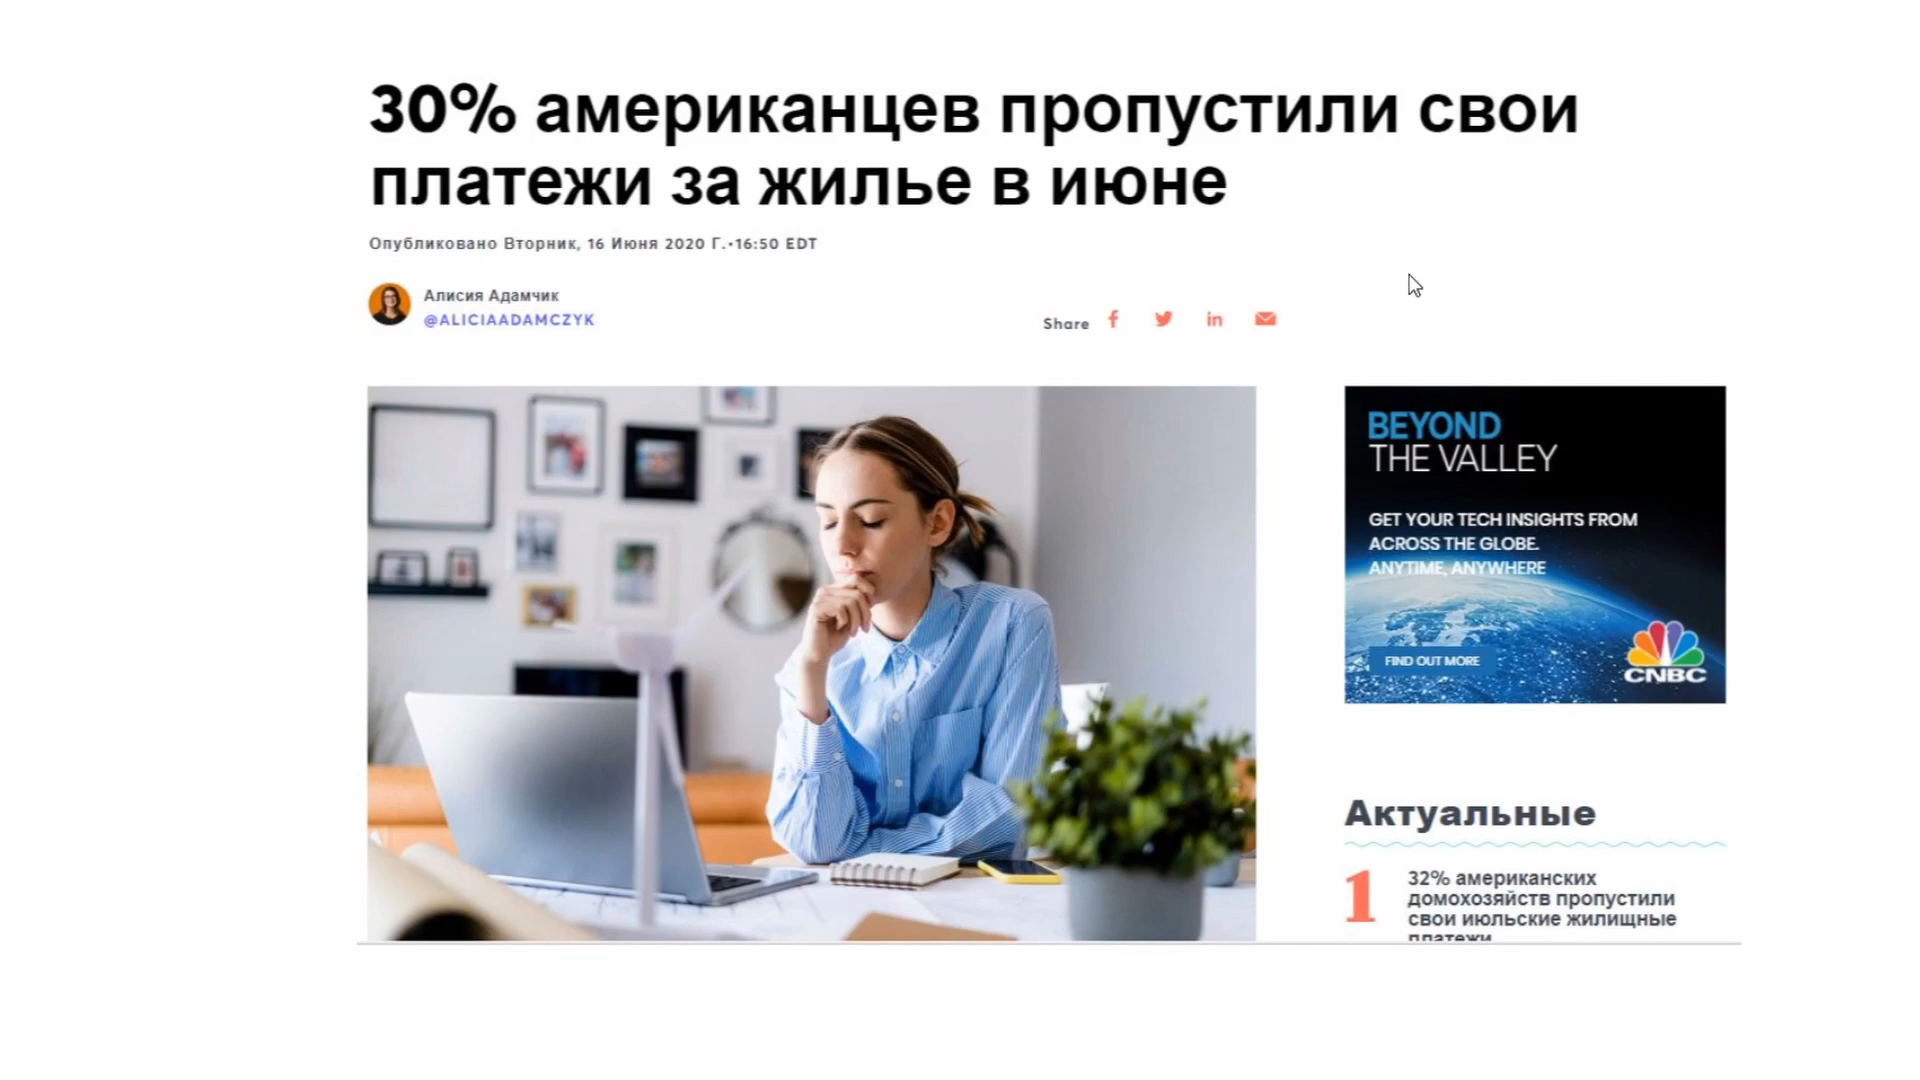 30% американцев пропустили свои
платежи за жилье в июне
Опубликовано Вторник, 16 Июня 2020 Г.•16:50 EDT
Алисия Адамчик
@ALICIAADAMCZYK
Share
BEYOND
THE VALLEY
GET YOUR TECH INSIGHTS FROM
ACROSS THE GLOBE.
ANYTIME, ANYWHERE
FIND OUT MORE
CNBC
Актуальные
1
32% американских
домохозяйств пропустили
свои июльские жилищные
платежи